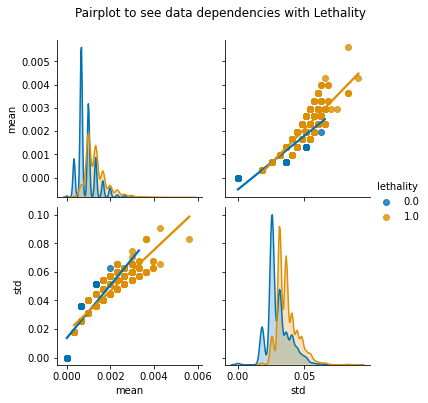 Pairplot to see data dependencies with Lethality
0.005
0.004
0.003
0.002
0.001
0.000
mean
lethality
0.0
1.0
0.10
0.08
0.06
0.04
0.02
0.00
std
0.000 0.002 0.004 0.006
mean
0.00 0.05
std